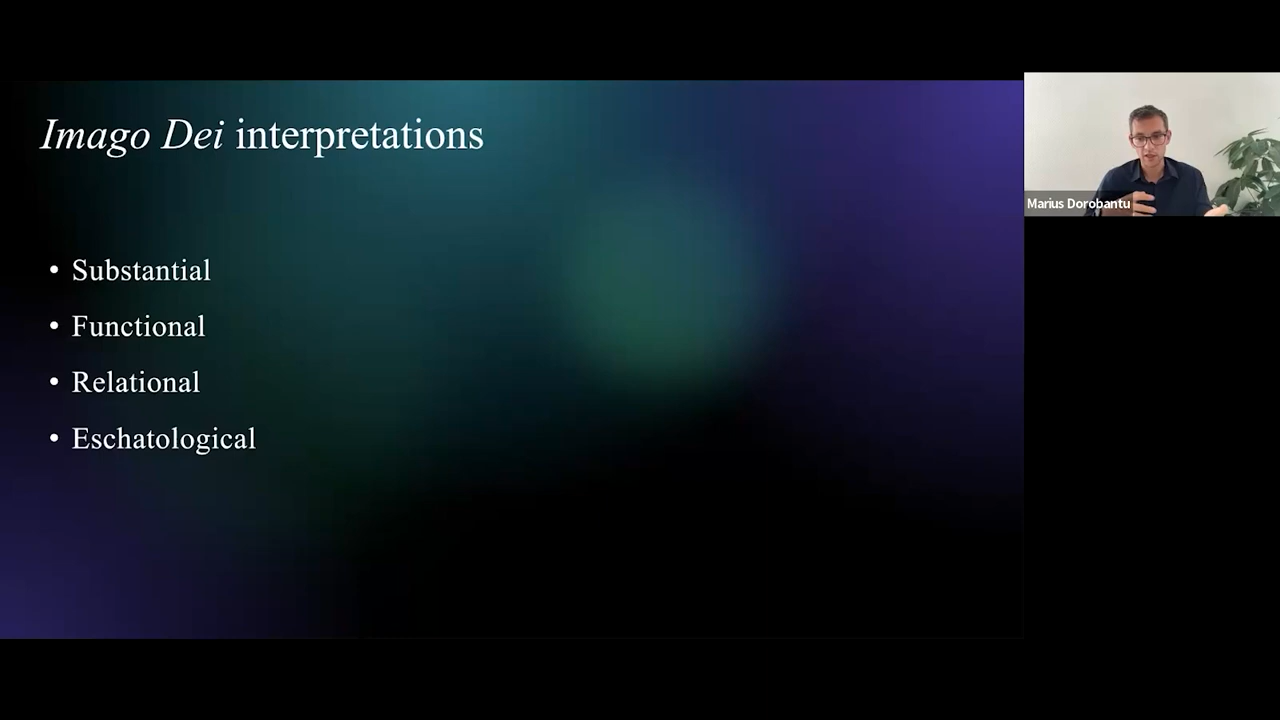 Imago Dei interpretations
• Substantial
• Functional
• Relational
• Eschatological
Marius Dorobantu